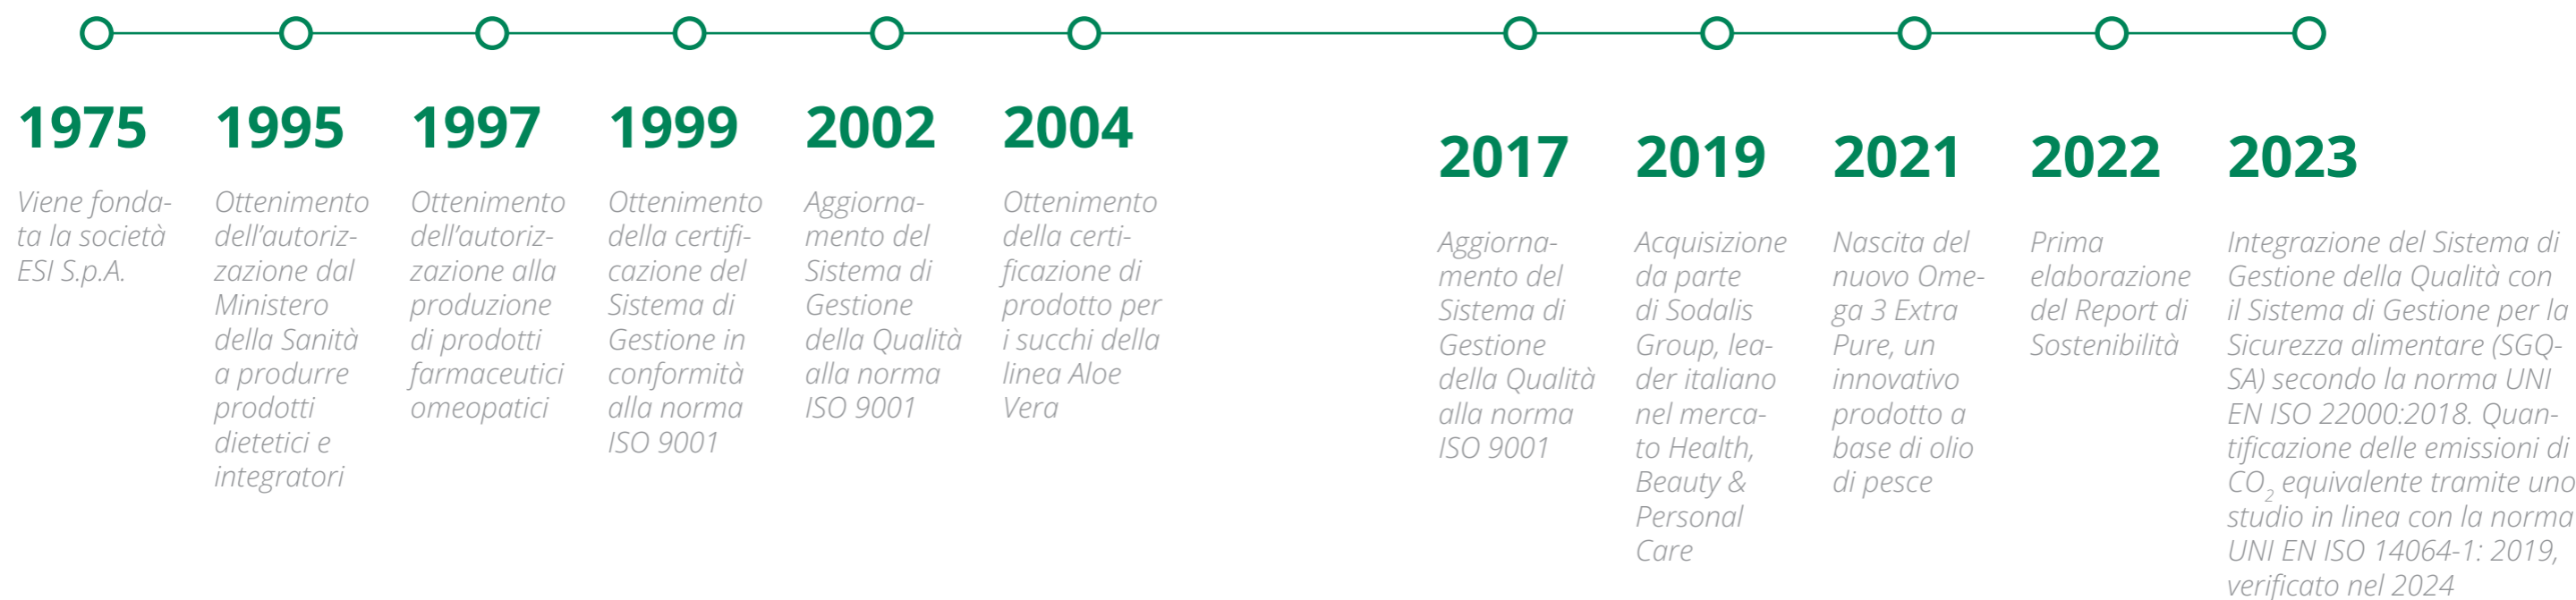 1975
Viene fonda-
ta la società
ESI S.p.A.
1995
Ottenimento
dell’autoriz-
zazione dal
Ministero
della Sanità
a produrre
prodotti
dietetici e
integratori
1997
Ottenimento
dell’autoriz-
zazione alla
produzione
di prodotti
farmaceutici
omeopatici
1999
Ottenimento
della certifi-
cazione del
Sistema di
Gestione in
conformità
alla norma
ISO 9001
2002
Aggiorna-
mento del
Sistema di
Gestione
della Qualità
alla norma
ISO 9001
2004
Ottenimento
della certi-
ficazione di
prodotto per
i succhi della
linea Aloe
Vera
2017
Aggiorna-
mento del
Sistema di
Gestione
della Qualità
alla norma
ISO 9001
2019
Acquisizione
da parte
di Sodalis
Group, lea-
der italiano
nel merca-
to Health,
Beauty &
Personal
Care
2021
Nascita del
nuovo Ome-
ga 3 Extra
Pure, un
innovativo
prodotto a
base di olio
di pesce
2022
Prima
elaborazione
del Report di
Sostenibilità
2023
Integrazione del Sistema di
Gestione della Qualità con
il Sistema di Gestione per la
Sicurezza alimentare (SGQ-
SA) secondo la norma UNI
EN ISO 22000:2018. Quan-
tificazione delle emissioni di
CO₂ equivalente tramite uno
studio in linea con la norma
UNI EN ISO 14064-1: 2019,
verificato nel 2024